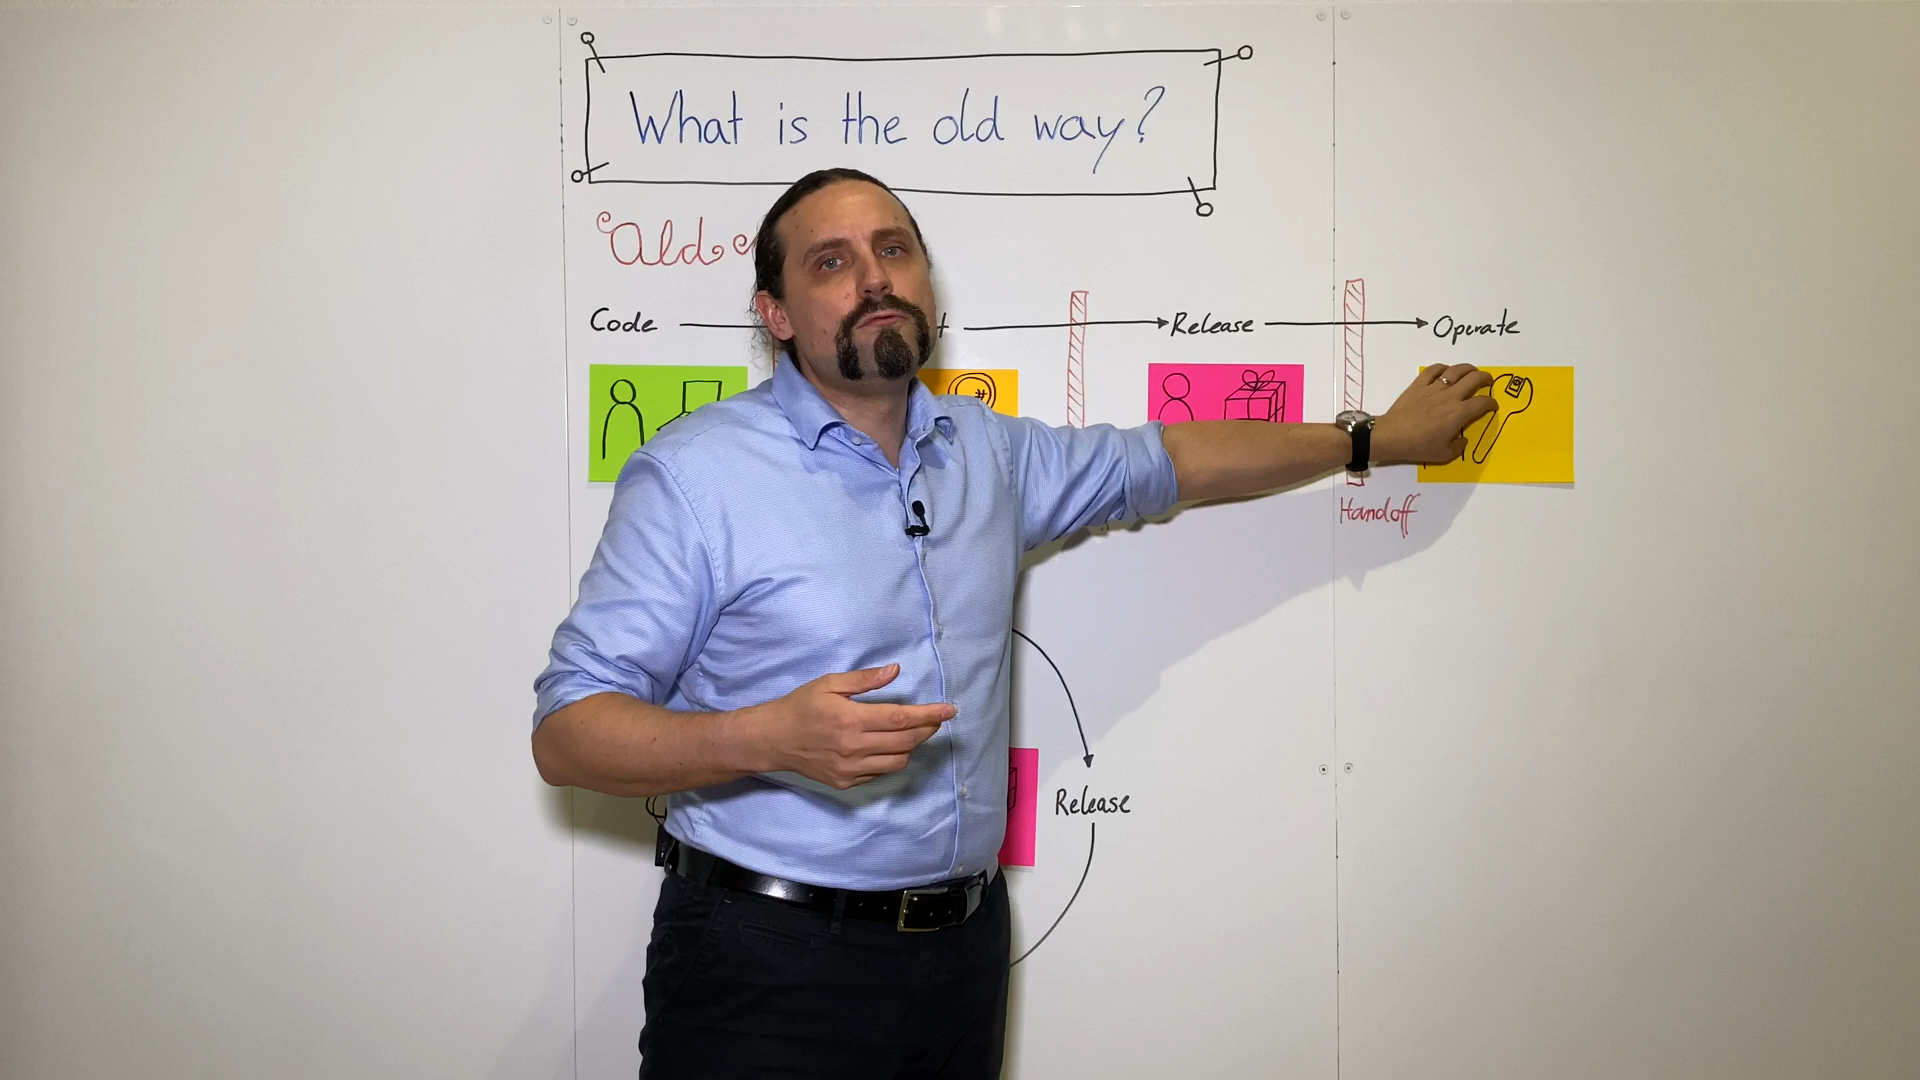 What is the old way?
Code
Release
Operate
#
Handoff
Release